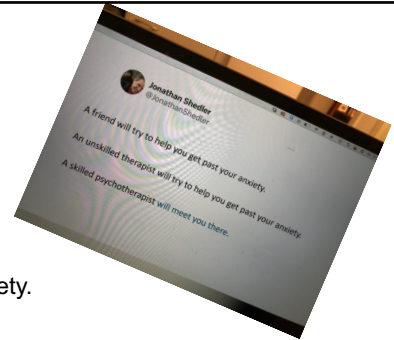 Jonathan Shedler
@JonathanShedler
A friend will try to help you get past your anxiety.
An unskilled therapist will try to help you get past your anxiety.
A skilled psychotherapist will meet you there.
ety.